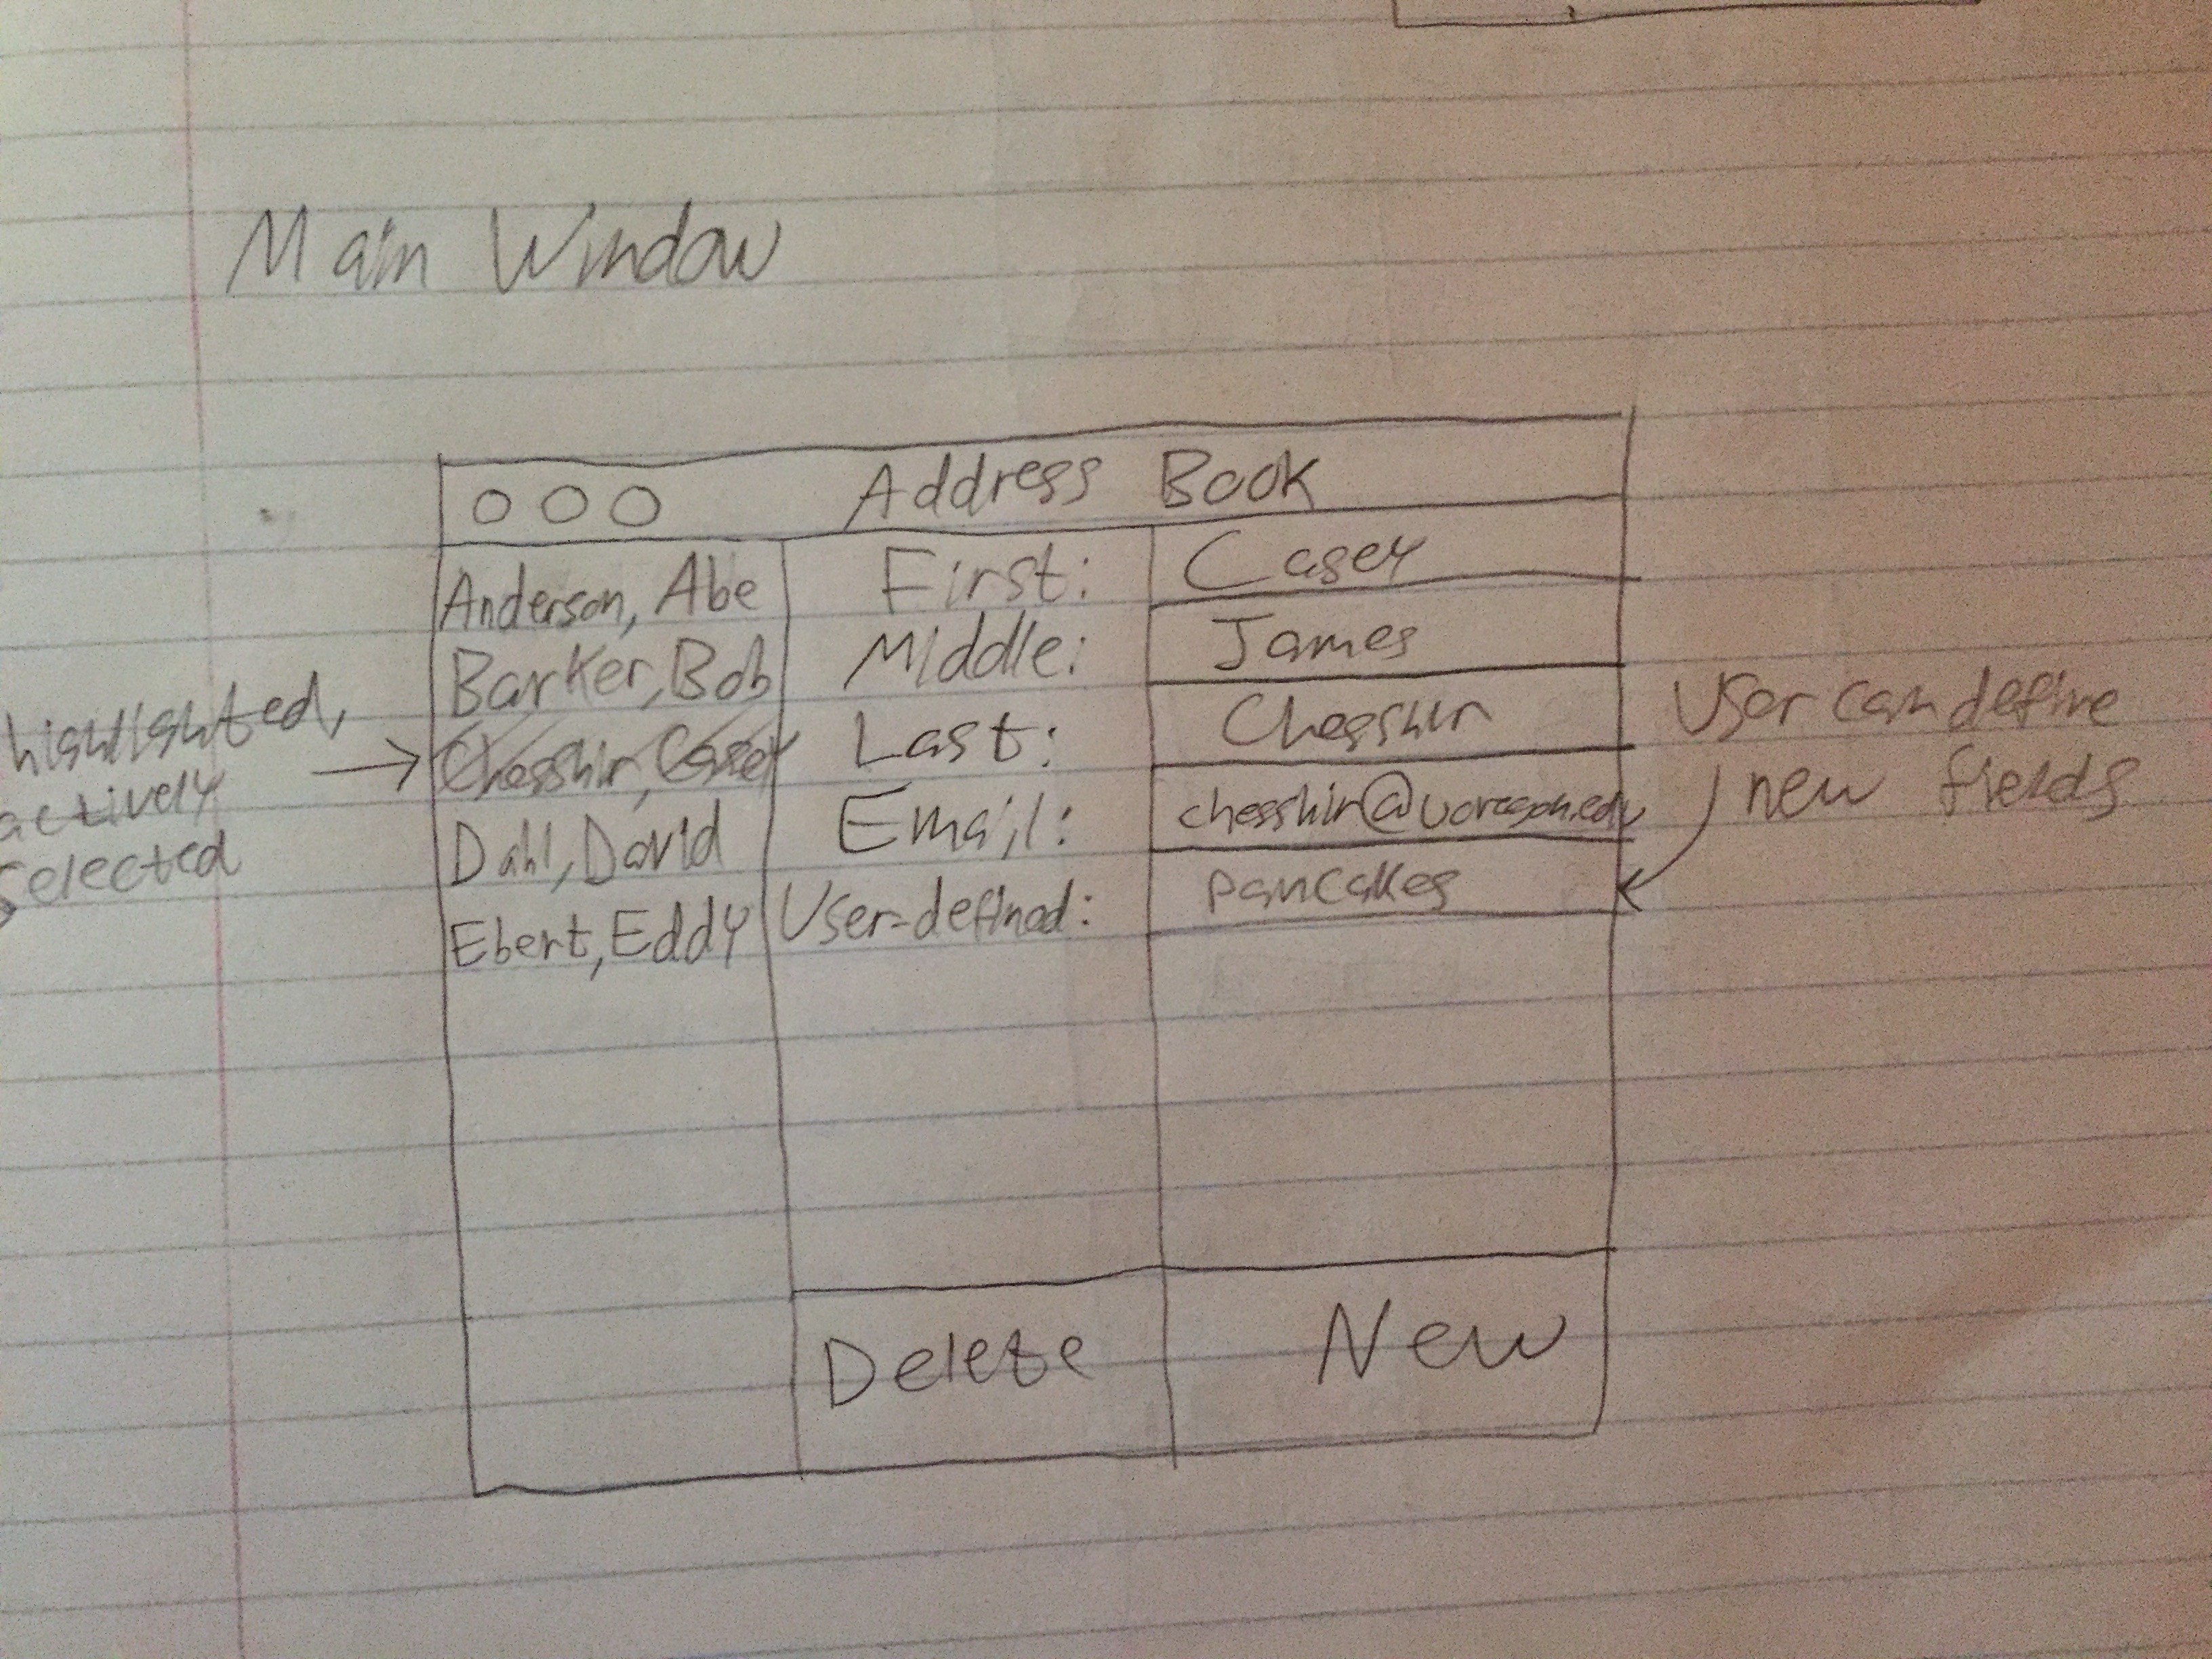 Main Window
Address Book
Anderson, Abe
Barker, Bob
Chesshir, Casey
Dahl, David
Ebert, Eddy
First: Casey
Middle: James
Last: Chesshir
Email: chesshir@uoregon.edu
User-defined: pancakes
Delete New
highlighted,
actively
selected
User can define
new fields